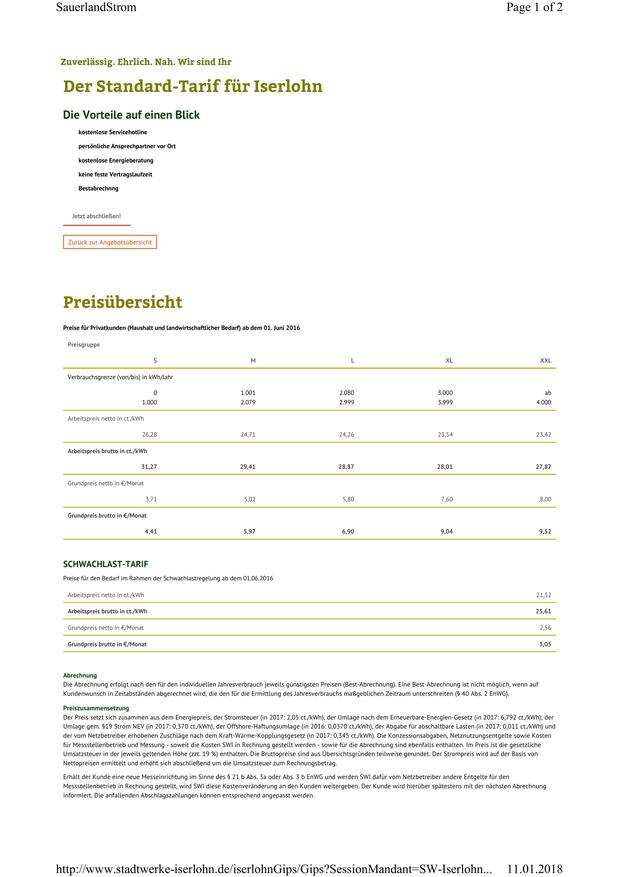 SauerlandStrom Page 1 of 2
Zuverlässig. Ehrlich. Nah. Wir sind Ihr
Der Standard-Tarif für Iserlohn
Die Vorteile auf einen Blick
kostenlose Servicehotline
persönliche Ansprechpartner vor Ort
kostenlose Energieberatung
keine feste Vertragslaufzeit
Bestabrechnng
Jetzt abschließen!
Zurück zur Angebotsübersicht
Preisübersicht
Preise für Privatkunden (Haushalt und landwirtschaftlicher Bedarf) ab dem 01. Juni 2016
Preisgruppe
S M L XL XXL
Verbrauchsgrenze (von/bis) in kWh/Jahr
0 1.001 2.080 3.000 ab
1.000 2.079 2.999 3.999 4.000
Arbeitspreis netto in ct./kWh
26,28 24,71 24,26 23,54 23,42
Arbeitspreis brutto in ct./kWh
31,27 29,41 28,87 28,01 27,87
Grundpreis netto in €/Monat
3,71 5,02 5,80 7,60 8,00
Grundpreis brutto in €/Monat
4,41 5,97 6,90 9,04 9,52
SCHWACHLAST-TARIF
Preise für den Bedarf im Rahmen der Schwachlastregelung ab dem 01.06.2016
Arbeitspreis netto in ct./kWh 21,52
Arbeitspreis brutto in ct./kWh 25,61
Grundpreis netto in €/Monat 2,56
Grundpreis brutto in €/Monat 3,05
Abrechnung
Die Abrechnung erfolgt nach den für den individuellen Jahresverbrauch jeweils günstigsten Preisen (Best-Abrechnung). Eine Best-Abrechnung ist nicht möglich, wenn auf
Kundenwunsch in Zeitabständen abgerechnet wird, die den für die Ermittlung des Jahresverbrauchs maßgeblichen Zeitraum unterschreiten (§ 40 Abs. 2 EnWG).
Preiszusammensetzung
Der Preis setzt sich zusammen aus dem Energiepreis, der Stromsteuer (in 2017: 2,05 ct./kWh), der Umlage nach dem Erneuerbare-Energien-Gesetz (in 2017: 6,792 ct./kWh), der
Umlage gem. §19 Strom NEV (in 2017: 0,370 ct./kWh), der Offshore-Haftungsumlage (in 2016: 0,0370 ct./kWh), der Abgabe für abschaltbare Lasten (in 2017: 0,011 ct./kWh) und
der vom Netzbetreiber erhobenen Zuschläge nach dem Kraft-Wärme-Kopplungsgesetz (in 2017: 0,345 ct./kWh). Die Konzessionsabgaben, Netznutzungsentgelte sowie Kosten
für Messstellenbetrieb und Messung - soweit die Kosten SWI in Rechnung gestellt werden - sowie für die Abrechnung sind ebenfalls enthalten. Im Preis ist die gesetzliche
Umsatzsteuer in der jeweils geltenden Höhe (zzt. 19 %) enthalten. Die Bruttopreise sind aus Übersichtsgründen teilweise gerundet. Der Strompreis wird auf der Basis von
Nettopreisen ermittelt und erhöht sich abschließend um die Umsatzsteuer zum Rechnungsbetrag.
Erhält der Kunde eine neue Messeinrichtung im Sinne des § 21 b Abs. 3a oder Abs. 3 b EnWG und werden SWI dafür vom Netzbetreiber andere Entgelte für den
Messstellenbetrieb in Rechnung gestellt, wird SWI diese Kostenveränderung an den Kunden weitergeben. Der Kunde wird hierüber spätestens mit der nächsten Abrechnung
informiert. Die anfallenden Abschlagszahlungen können entsprechend angepasst werden.
http://www.stadtwerke-iserlohn.de/iserlohnGips/Gips?SessionMandant=SW-Iserlohn... 11.01.2018